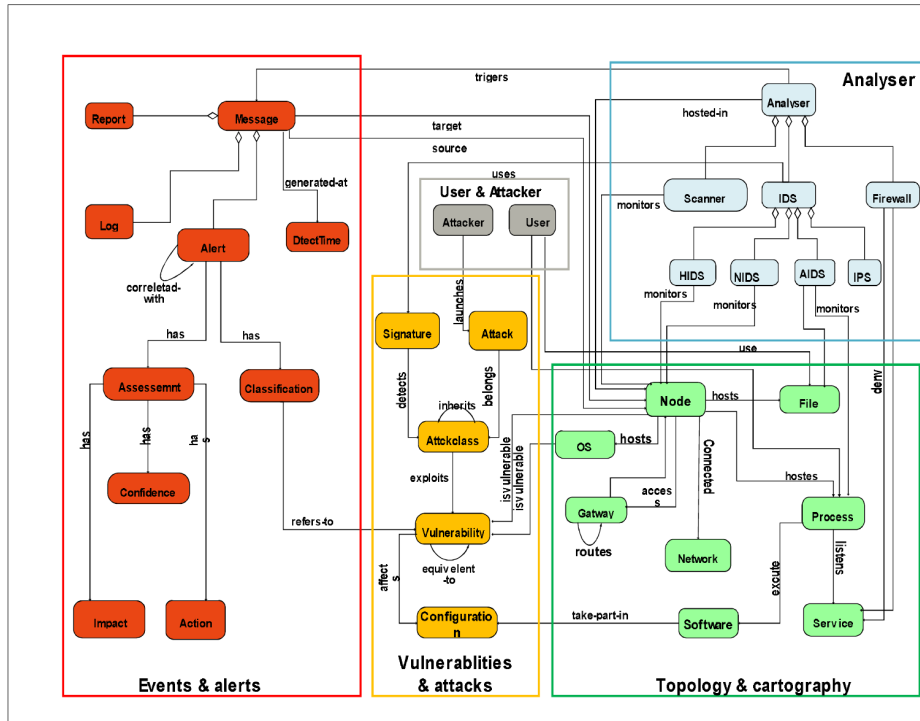 Analyser
trigers
Report
Message
Analyser
hosted-in
target
source
uses
generated-at
User & Attacker
monitors
Scanner
IDS
Firewall
Log
Attacker
User
DtectTime
Alert
HIDS
NIDS
AIDS
IPS
correletad-
with
monitors
monitors
monitors
launches
Signature
Attack
has
has
use
deny
Assessemnt
Classification
detects
belongs
inherits
Node
hosts
File
has
has
ha
s
Attckclass
OS
hosts
Connected
isvulnerable
isvulnerable
exploits
hostes
Confidence
acces
s
Gatway
Process
refers-to
Vulnerability
routes
Network
listens
equivelent
-to
affect
s
excute
Impact
Action
Configuratio
n
take-part-in
Software
Service
Events & alerts
Vulnerablities
& attacks
Topology & cartography